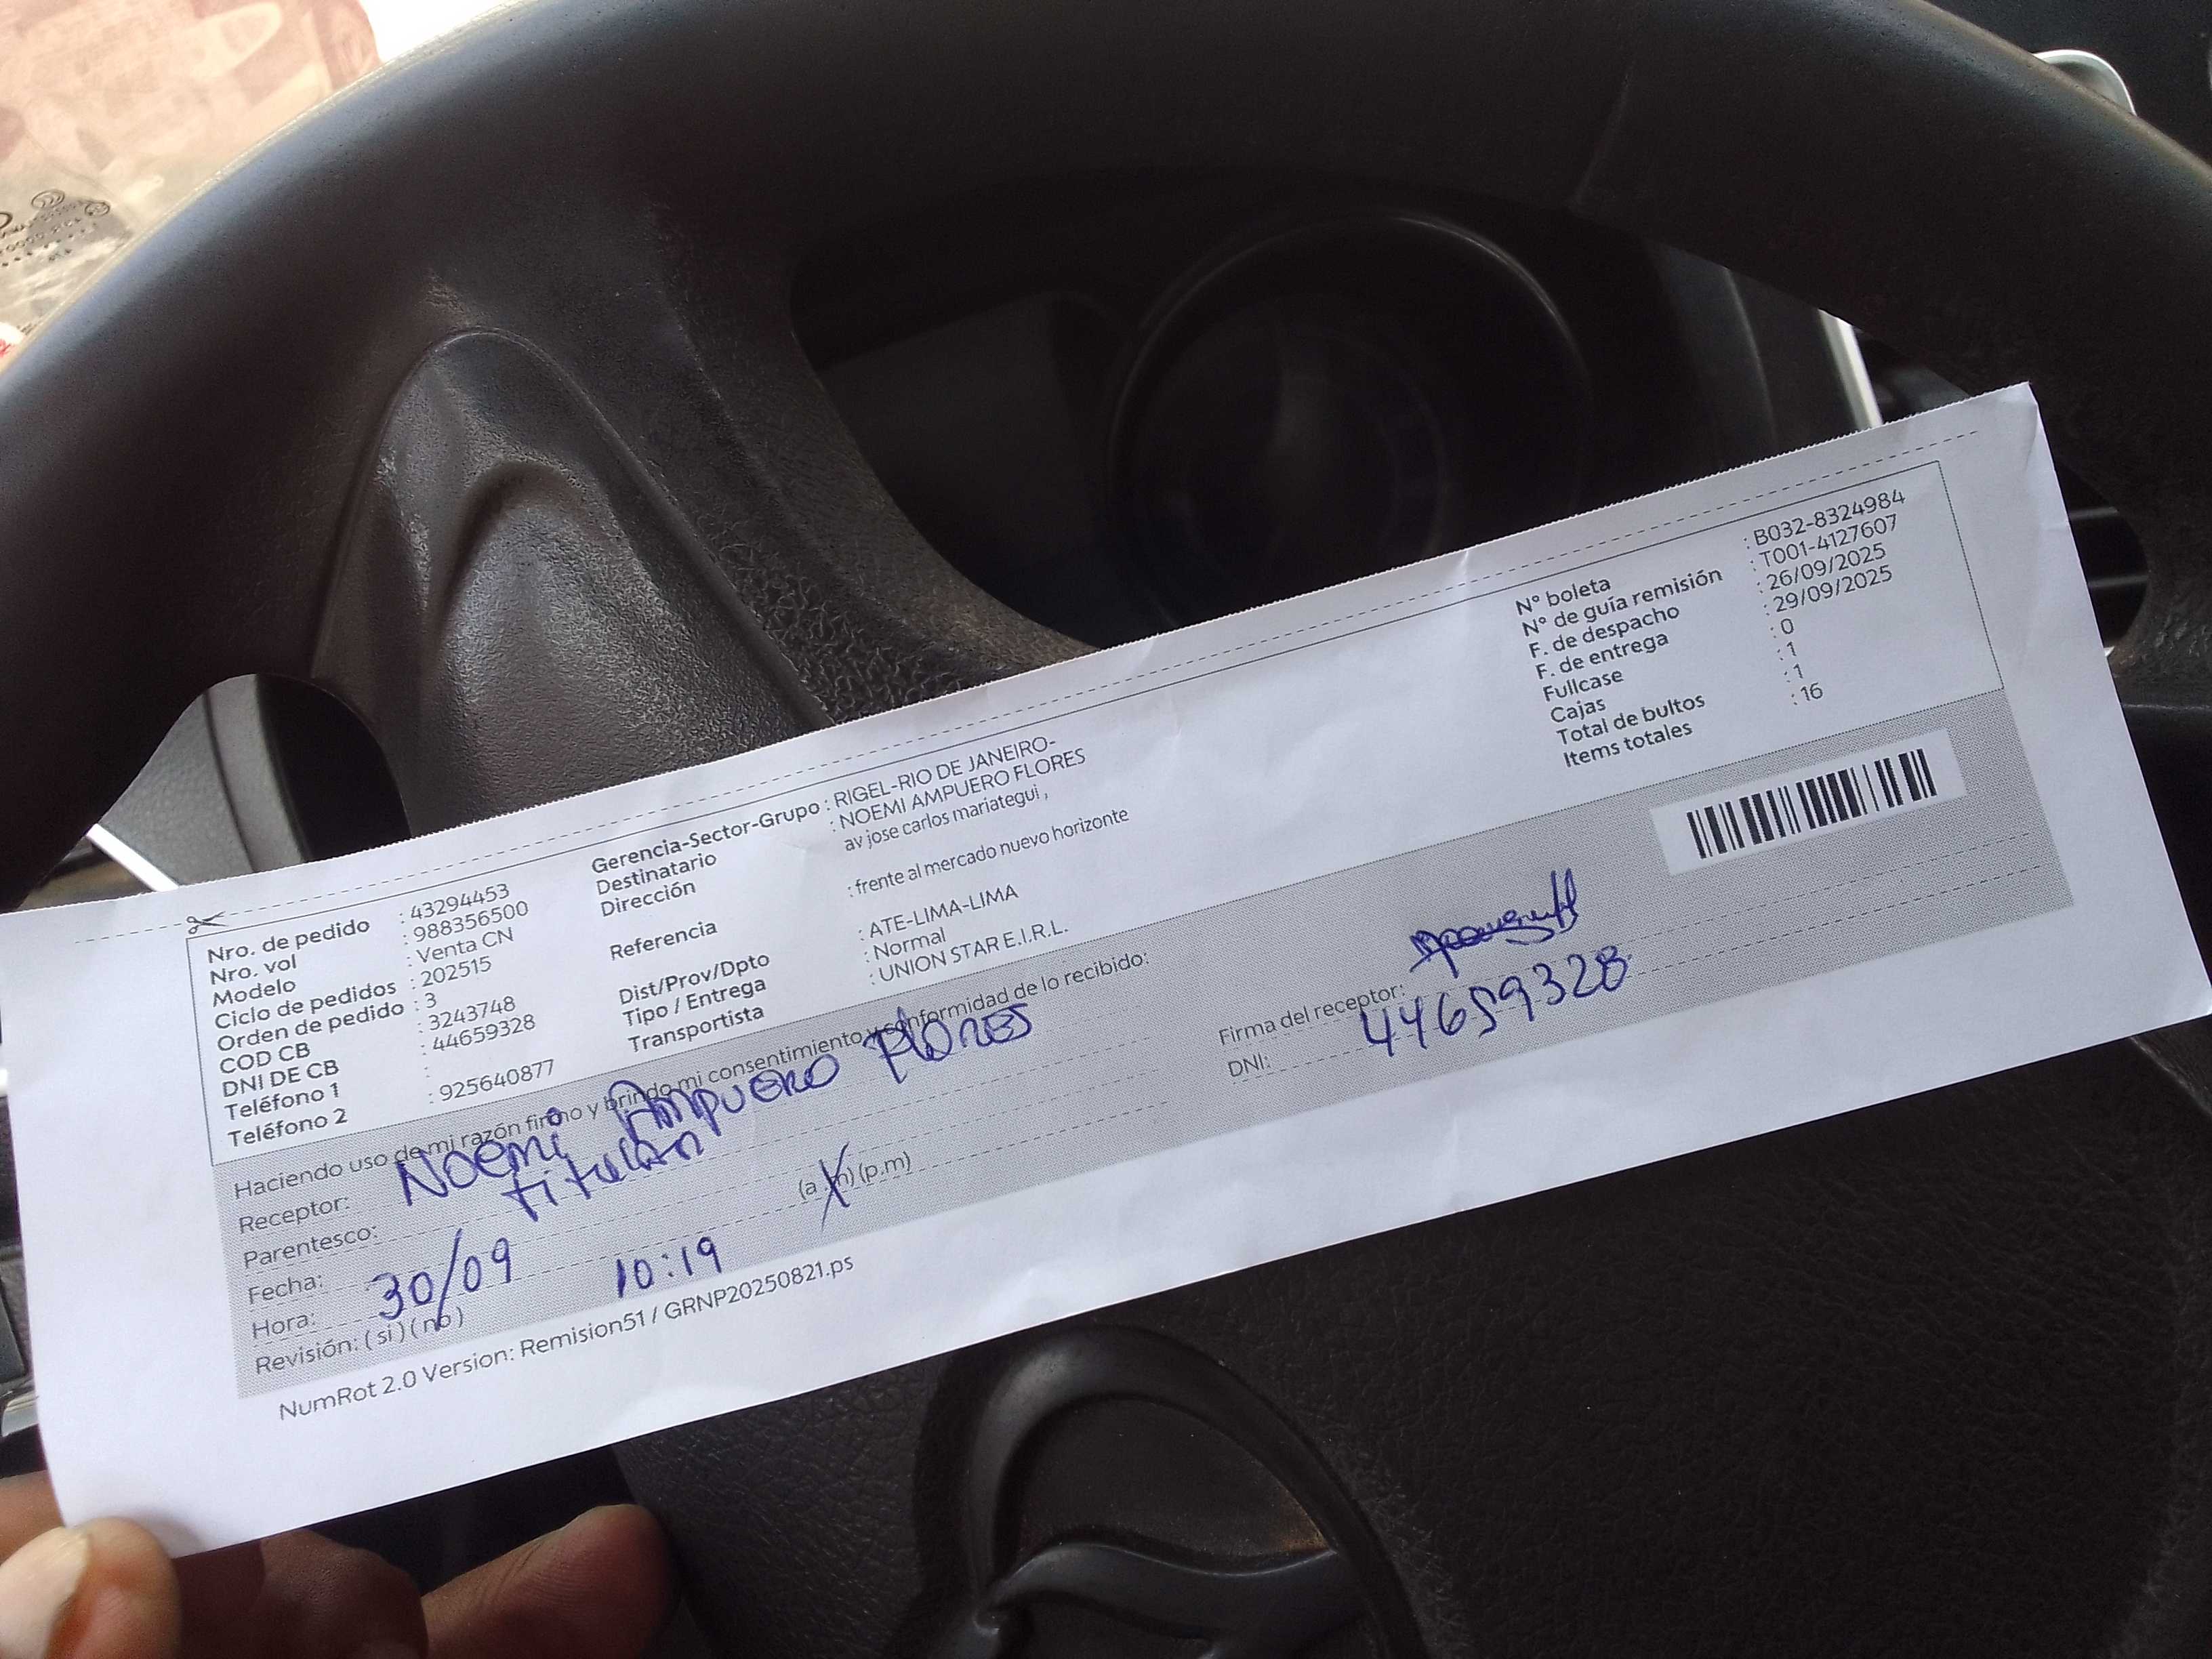 Nro. de pedido : 43294453
Nro. vol : 988356500
Modelo : Venta CN
Ciclo de pedidos : 202515
Orden de pedido : 3
COD CB : 3243748
DNI DE CB : 44659328
Teléfono 1 :
Teléfono 2 : 925640877
Gerencia-Sector-Grupo : RIGEL-RIO DE JANEIRO-
Destinatario : NOEMI AMPUERO FLORES
Dirección av jose carlos mariategui ,
Referencia : frente al mercado nuevo horizonte
Dist/Prov/Dpto : ATE-LIMA-LIMA
Tipo / Entrega : Normal
Transportista : UNION STAR E.I.R.L.
N° boleta : B032-8324984
N° de guía remisión : T001-4127607
F. de despacho : 26/09/2025
F. de entrega : 29/09/2025
Fullcase : 0
Cajas : 1
Total de bultos : 1
Items totales : 16
Haciendo uso de mi razón firmo y brindo mi consentimiento y conformidad de lo recibido:
Receptor: Noemi Ampuero Flores
Parentesco: titular
Fecha: 30/09
Hora: 10:19 (a.m) (p.m)
Revisión: ( si ) ( no )
Firma del receptor:
DNI: 44659328
NumRot 2.0 Version: Remision51 / GRNP20250821.ps